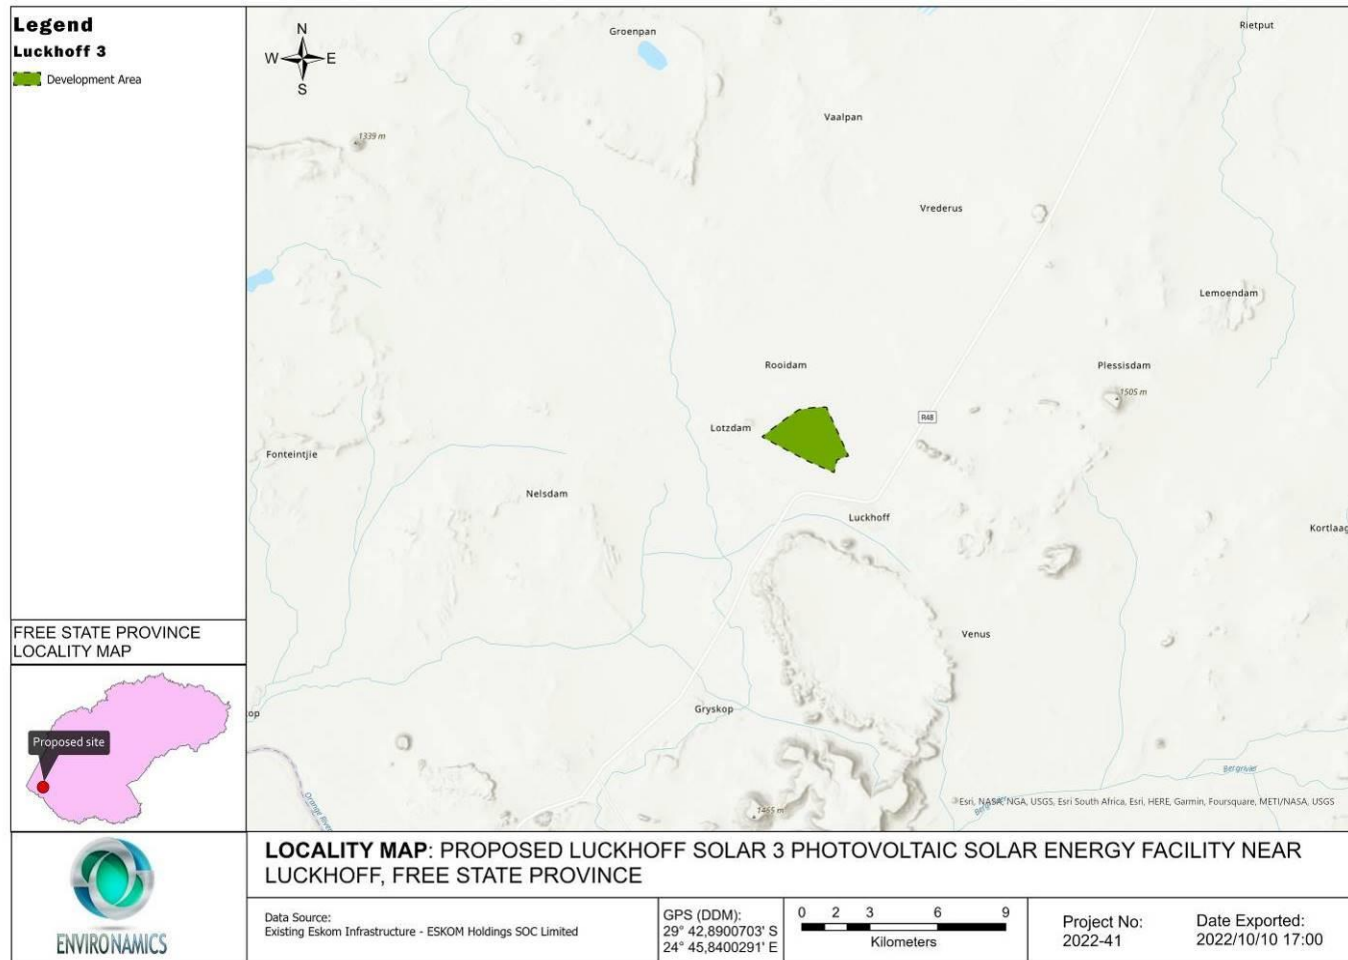 Legend
Luckhoff 3
Development Area
N
W E
S
Groenpan
Rietput
Vaalpan
1339 m
Vrederus
Lemoendam
Rooidam
Plessisdam
1505 m
R48
Lotzdam
Fonteintjie
Nelsdam
Luckhoff
Kortlaag
Venus
Gryskop
op
Orange River
1465 m
Bergrivier
Esri, NASA, NGA, USGS, Esri South Africa, Esri, HERE, Garmin, Foursquare, METI/NASA, USGS
FREE STATE PROVINCE
LOCALITY MAP
Proposed site
ENVIRONAMICS
LOCALITY MAP: PROPOSED LUCKHOFF SOLAR 3 PHOTOVOLTAIC SOLAR ENERGY FACILITY NEAR
LUCKHOFF, FREE STATE PROVINCE
Data Source:
Existing Eskom Infrastructure - ESKOM Holdings SOC Limited
GPS (DDM):
29° 42,8900703' S
24° 45,8400291' E
0 2 3 6 9
Kilometers
Project No:
2022-41
Date Exported:
2022/10/10 17:00